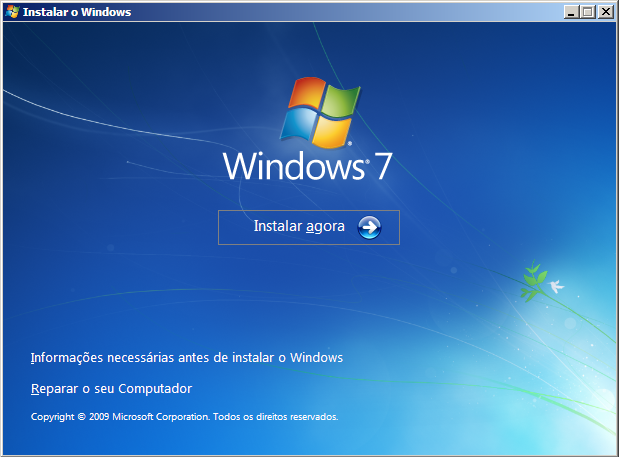 Instalar o Windows
Windows® 7
Instalar agora
Informações necessárias antes de instalar o Windows
Reparar o seu Computador
Copyright © 2009 Microsoft Corporation. Todos os direitos reservados.